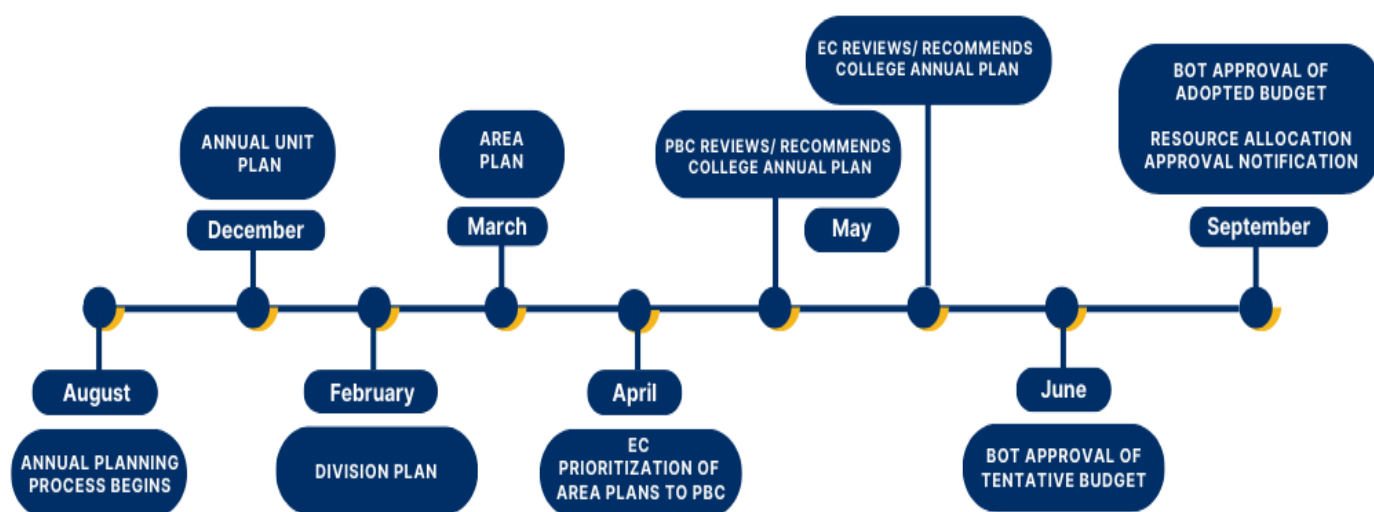 August
ANNUAL PLANNING
PROCESS BEGINS
ANNUAL UNIT
PLAN
December
February
DIVISION PLAN
AREA
PLAN
March
April
EC
PRIORITIZATION OF
AREA PLANS TO PBC
PBC REVIEWS/ RECOMMENDS
COLLEGE ANNUAL PLAN
May
EC REVIEWS/ RECOMMENDS
COLLEGE ANNUAL PLAN
June
BOT APPROVAL OF
TENTATIVE BUDGET
BOT APPROVAL OF
ADOPTED BUDGET
RESOURCE ALLOCATION
APPROVAL NOTIFICATION
September